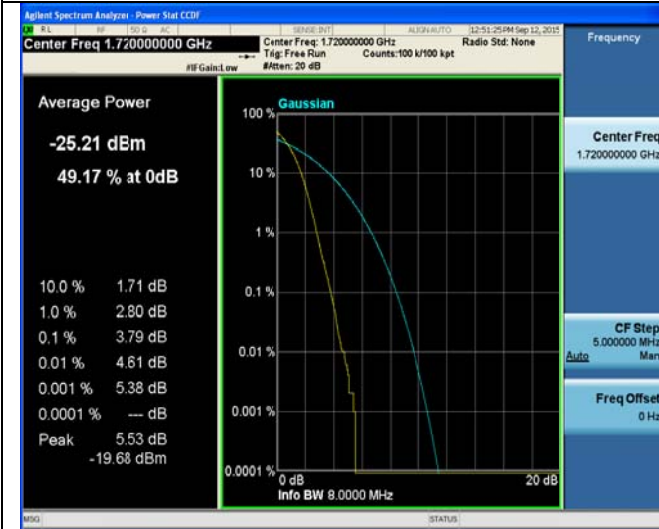 Agilent Spectrum Analyzer - Power Stat CCDF
RL RF 50 Ω AC SENSE:INT ALIGN AUTO 12:51:25 PM Sep 12, 2015
Center Freq 1.720000000 GHz
Center Freq: 1.720000000 GHz Radio Std: None
Trig: Free Run Counts:100 k/100 kpt
#IFGain:Low #Atten: 20 dB
Frequency
Average Power
-25.21 dBm
49.17 % at 0dB
10.0 % 1.71 dB
1.0 % 2.80 dB
0.1 % 3.79 dB
0.01 % 4.61 dB
0.001 % 5.38 dB
0.0001 % --- dB
Peak 5.53 dB
-19.68 dBm
Gaussian
100 %
10 %
1 %
0.1 %
0.01 %
0.001 %
0.0001 %
0 dB 20 dB
Info BW 8.0000 MHz
Center Freq
1.720000000 GHz
CF Step
5.000000 MHz
Auto Man
Freq Offset
0 Hz
MSG STATUS